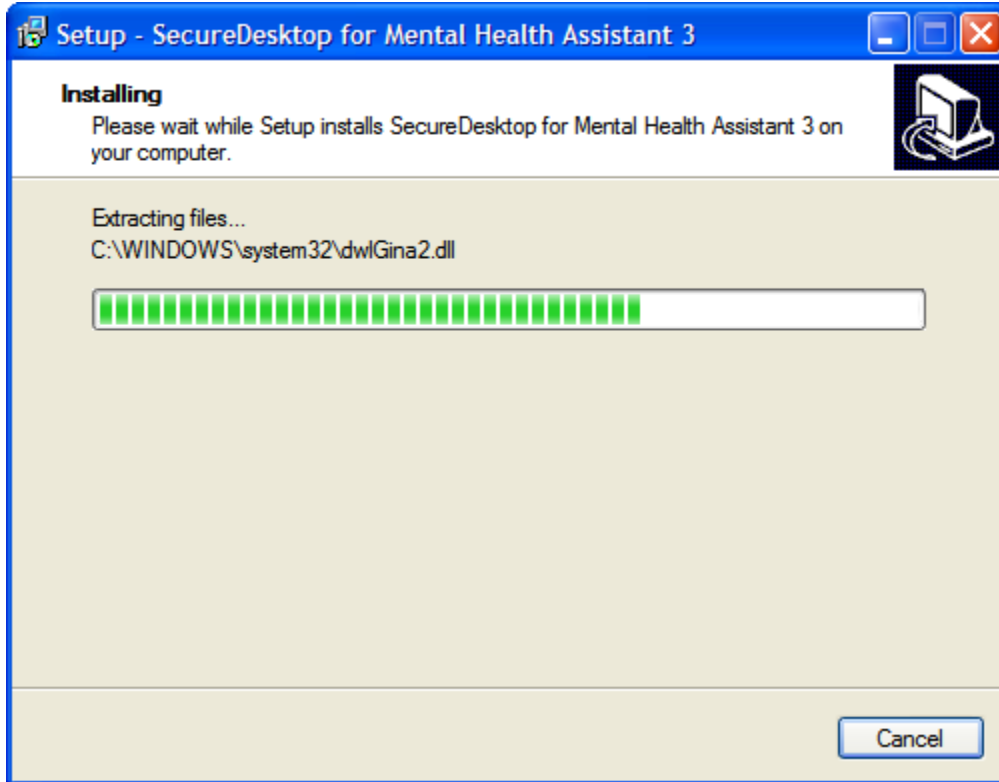 Setup - SecureDesktop for Mental Health Assistant 3
Installing
Please wait while Setup installs SecureDesktop for Mental Health Assistant 3 on
your computer.
Extracting files...
C:\WINDOWS\system32\dwlGina2.dll
Cancel